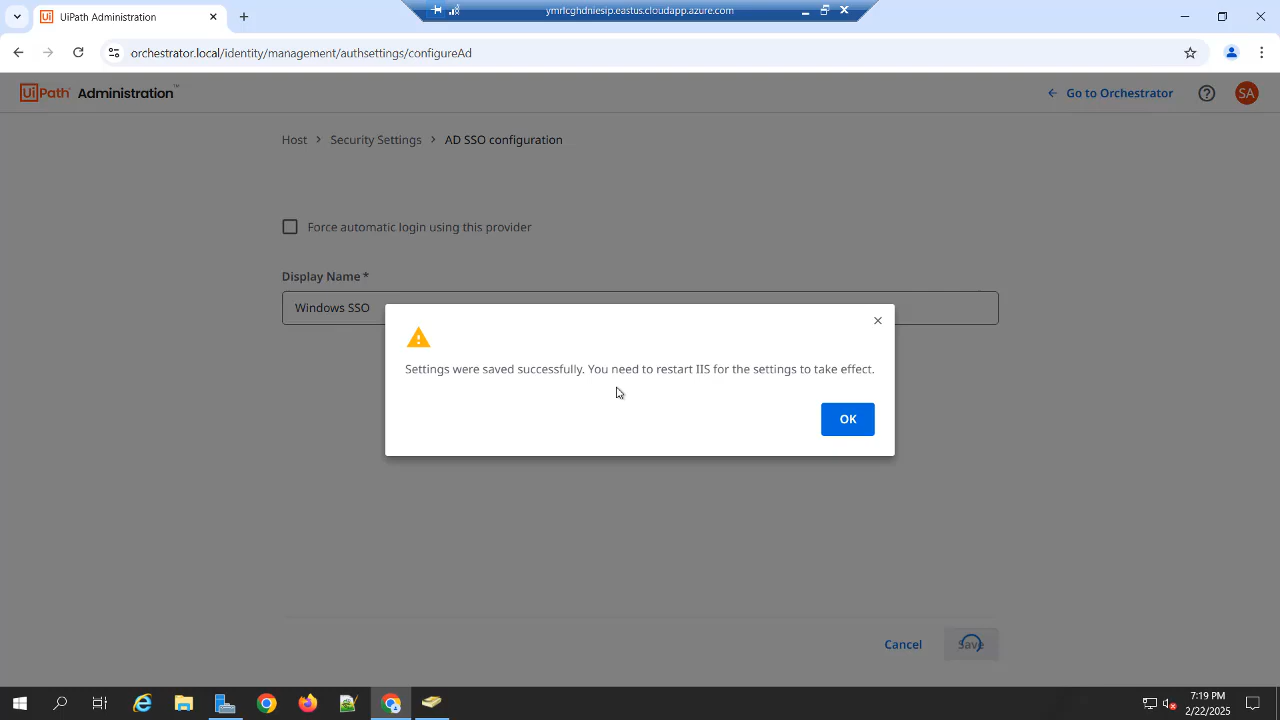 UiPath Administration
ymrlcghdniesip.eastus.cloudapp.azure.com
orchestrator.local/identity/management/authsettings/configureAd
UiPath Administration™
Go to Orchestrator
SA
Host > Security Settings > AD SSO configuration
Force automatic login using this provider
Display Name *
Windows SSO
Settings were saved successfully. You need to restart IIS for the settings to take effect.
OK
Cancel
Save
7:19 PM
2/22/2025